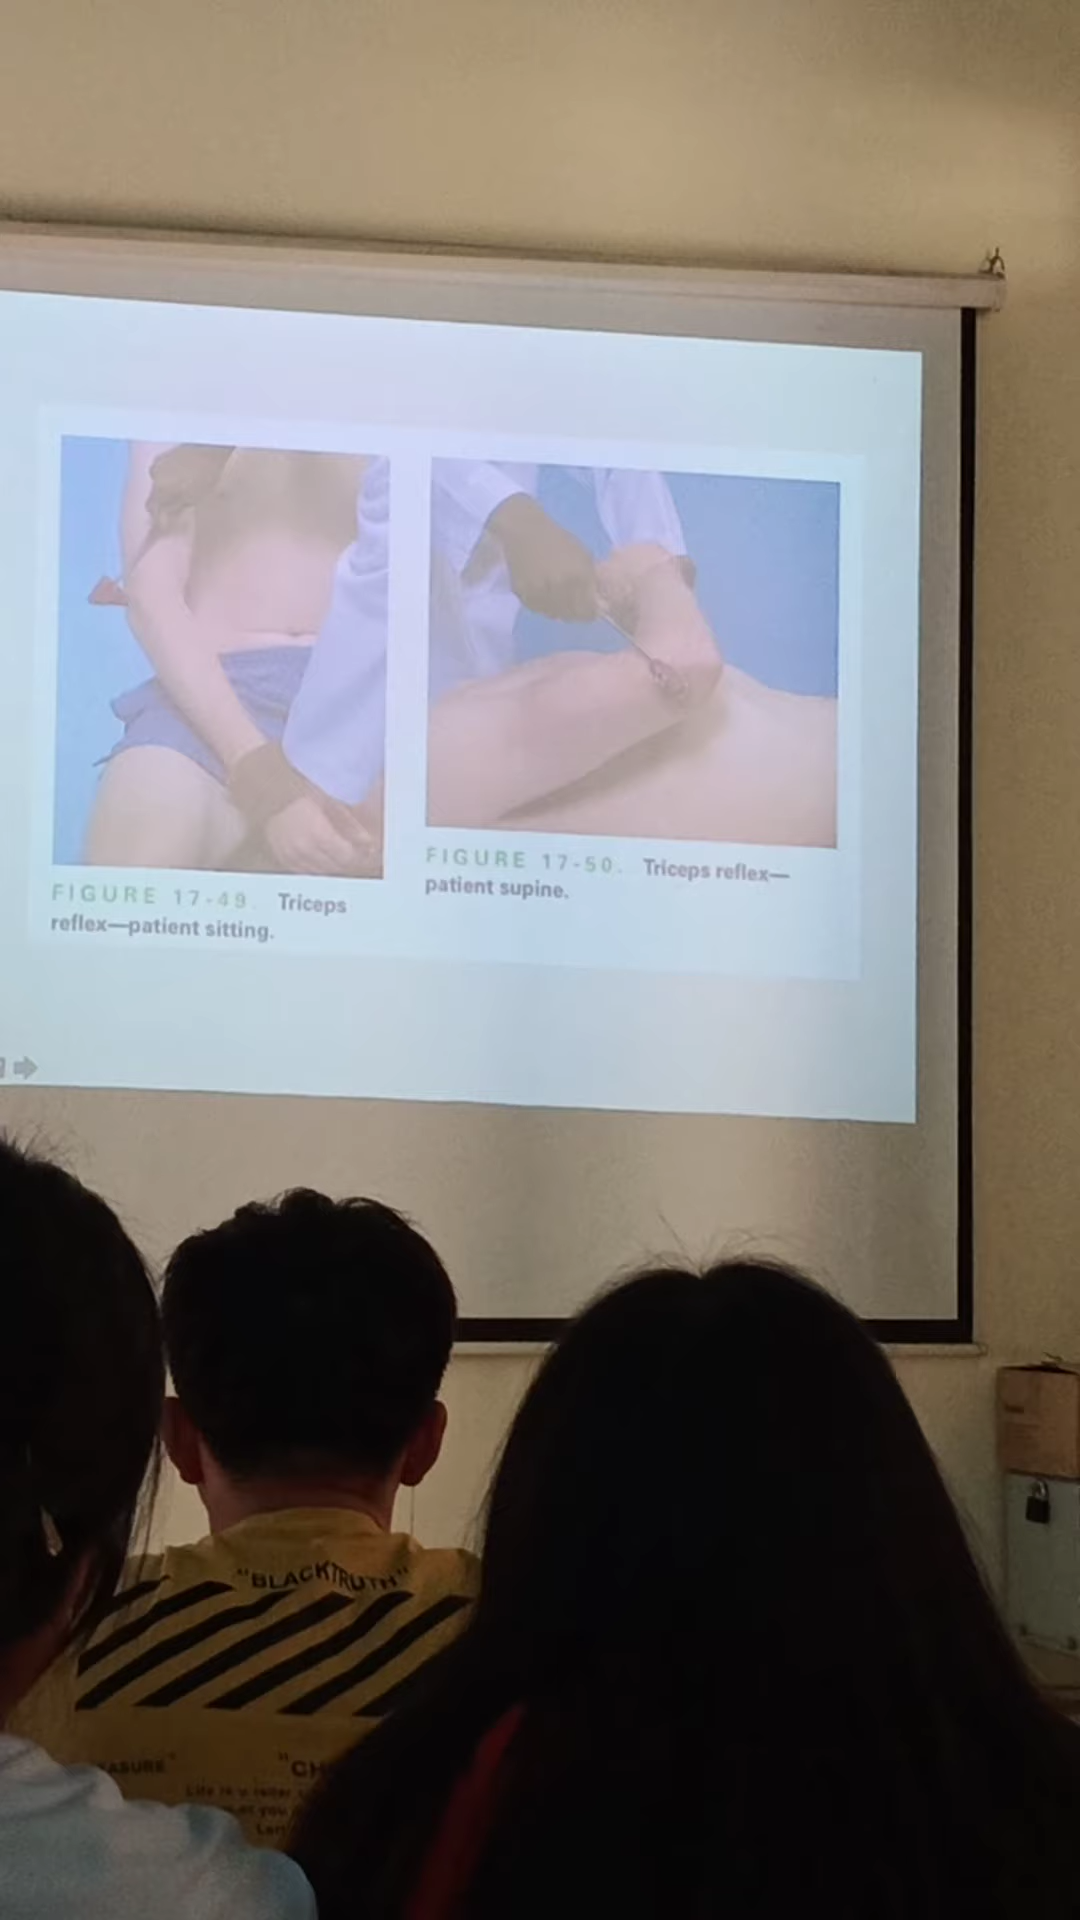 FIGURE 17-49. Triceps
reflex—patient sitting.
FIGURE 17-50. Triceps reflex—
patient supine.
"BLACKTRUTH"